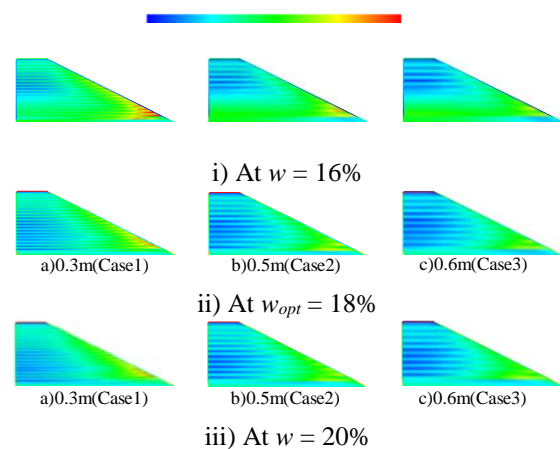 i) At w = 16%
a)0.3m(Case1) b)0.5m(Case2) c)0.6m(Case3)
ii) At wopt = 18%
a)0.3m(Case1) b)0.5m(Case2) c)0.6m(Case3)
iii) At w = 20%